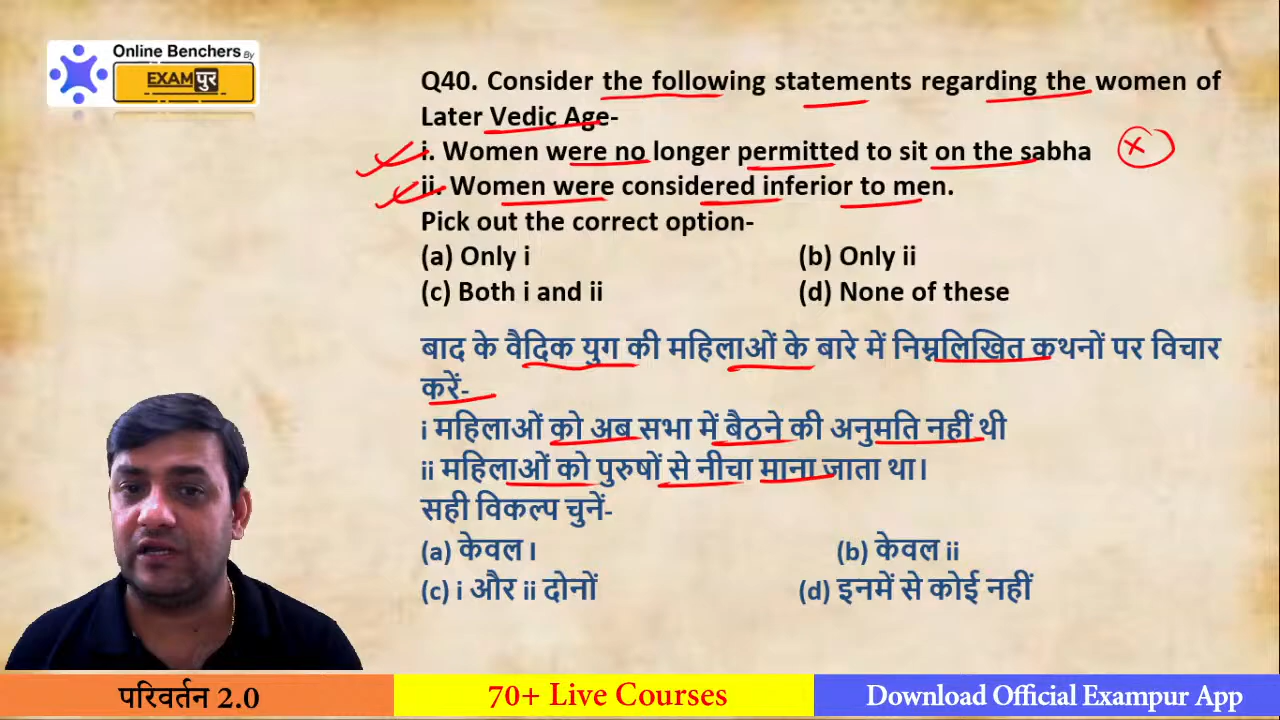 Online Benchers By
EXAMपुर
Q40. Consider the following statements regarding the women of
Later Vedic Age-
i. Women were no longer permitted to sit on the sabha
ii. Women were considered inferior to men.
Pick out the correct option-
(a) Only i (b) Only ii
(c) Both i and ii (d) None of these
बाद के वैदिक युग की महिलाओं के बारे में निम्नलिखित कथनों पर विचार
करें-
i महिलाओं को अब सभा में बैठने की अनुमति नहीं थी
ii महिलाओं को पुरुषों से नीचा माना जाता था।
सही विकल्प चुनें-
(a) केवल I (b) केवल ii
(c) i और ii दोनों (d) इनमें से कोई नहीं
परिवर्तन 2.0 70+ Live Courses Download Official Exampur App